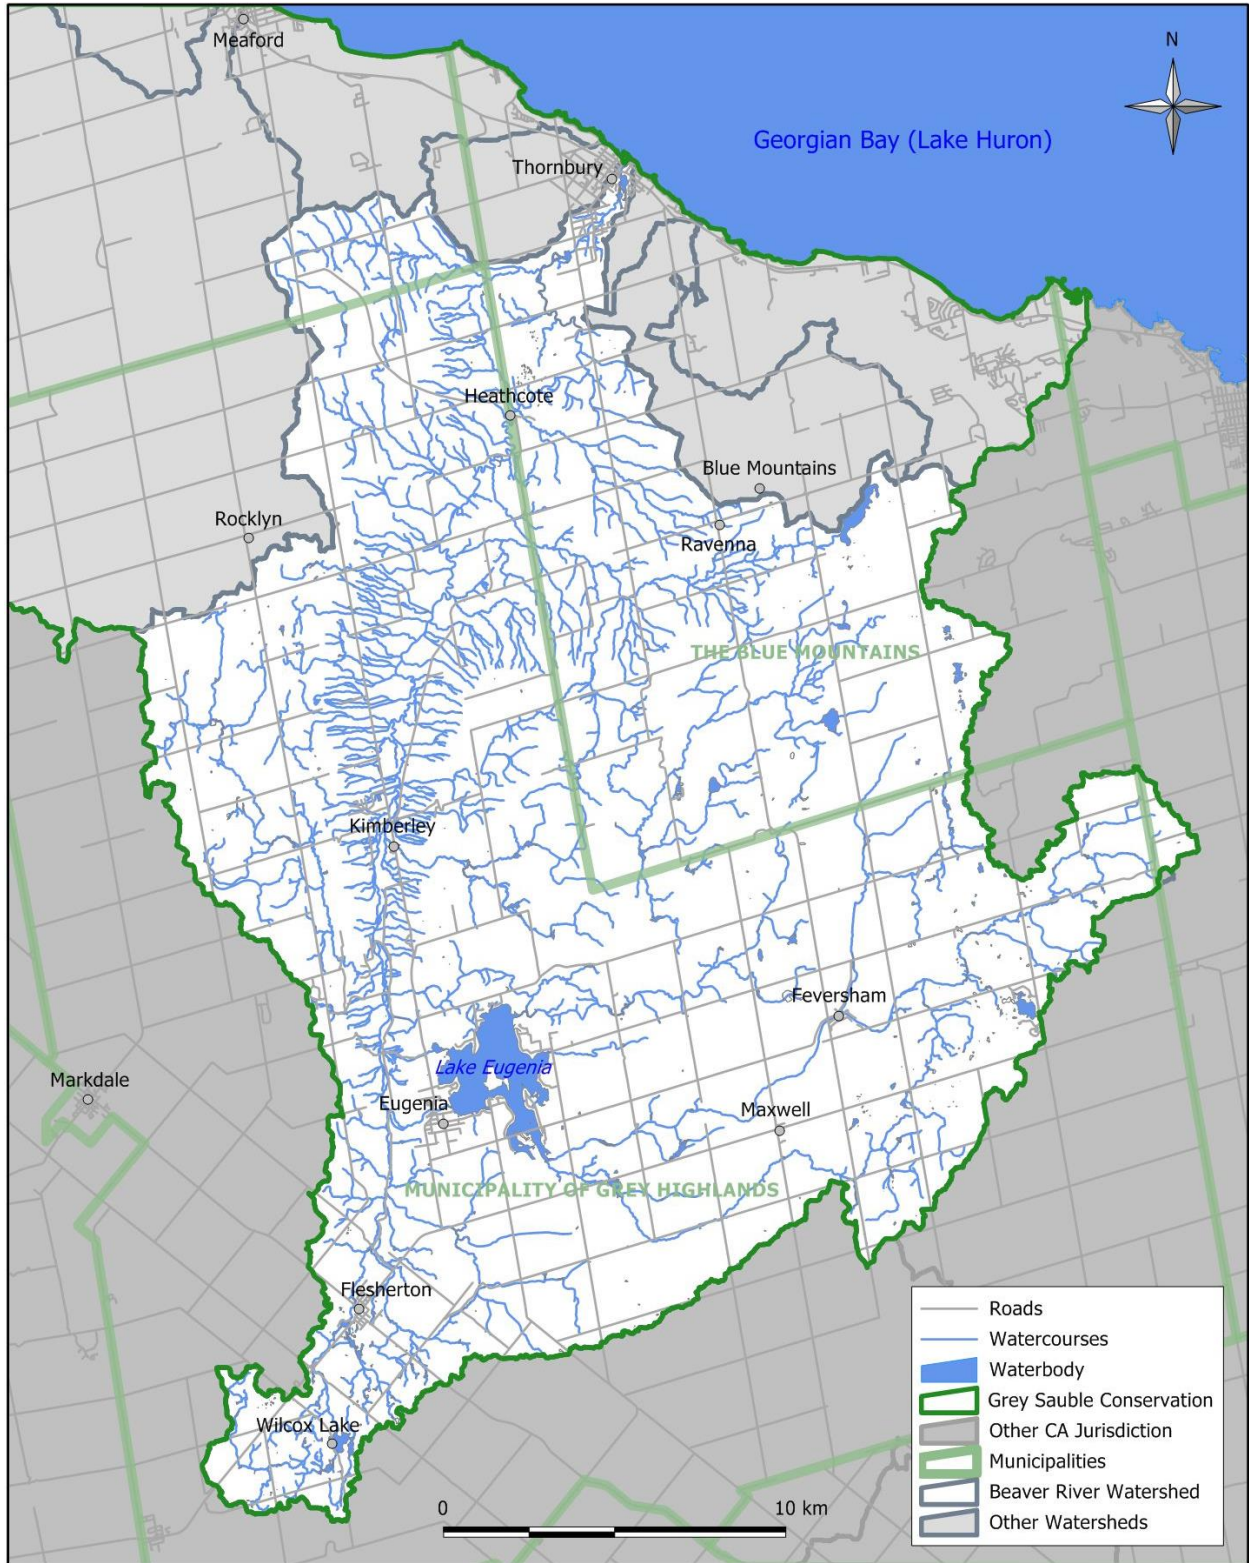 Meaford
N
Georgian Bay (Lake Huron)
Thornbury
Heathcote
Blue Mountains
Rocklyn
Ravenna
THE BLUE MOUNTAINS
Kimberley
Feversham
Lake Eugenia
Markdale
Eugenia
Maxwell
MUNICIPALITY OF GREY HIGHLANDS
Flesherton
Wilcox Lake
Roads
Watercourses
Waterbody
Grey Sauble Conservation
Other CA Jurisdiction
Municipalities
Beaver River Watershed
Other Watersheds
0 10 km